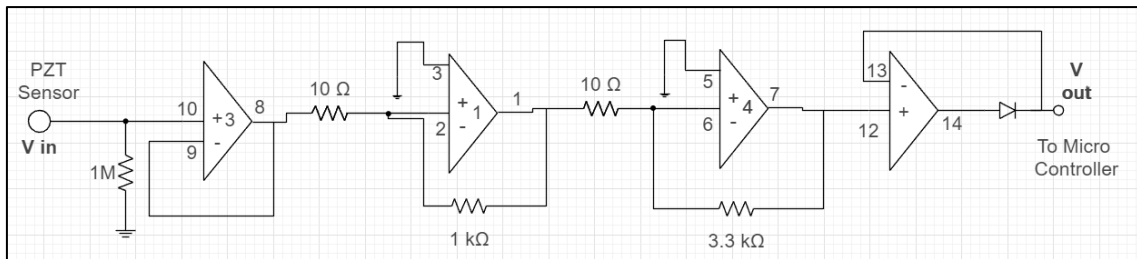 PZT
Sensor
V in
1M
10
9
+3
-
8
10 Ω
3
2
+
1
-
1
1 kΩ
10 Ω
5
6
+
4
-
7
3.3 kΩ
13
12
-
+
14
V
out
To Micro
Controller